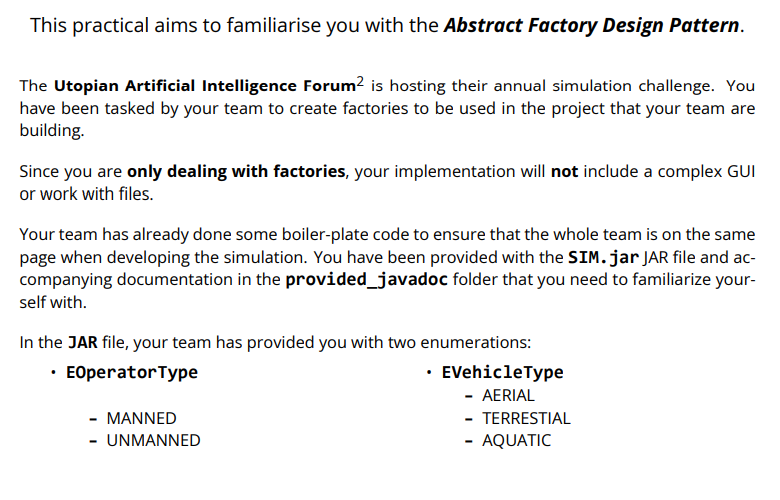 This practical aims to familiarise you with the Abstract Factory Design Pattern.
The Utopian Artificial Intelligence Forum2 is hosting their annual simulation challenge. You
have been tasked by your team to create factories to be used in the project that your team are
building.
Since you are only dealing with factories, your implementation will not include a complex GUI
or work with files.
Your team has already done some boiler-plate code to ensure that the whole team is on the same
page when developing the simulation. You have been provided with the SIM.jar JAR file and ac-
companying documentation in the provided_javadoc folder that you need to familiarize your-
self with.
In the JAR file, your team has provided you with two enumerations:
• EOperatorType
– MANNED
– UNMANNED
• EVehicleType
– AERIAL
– TERRESTIAL
– AQUATIC